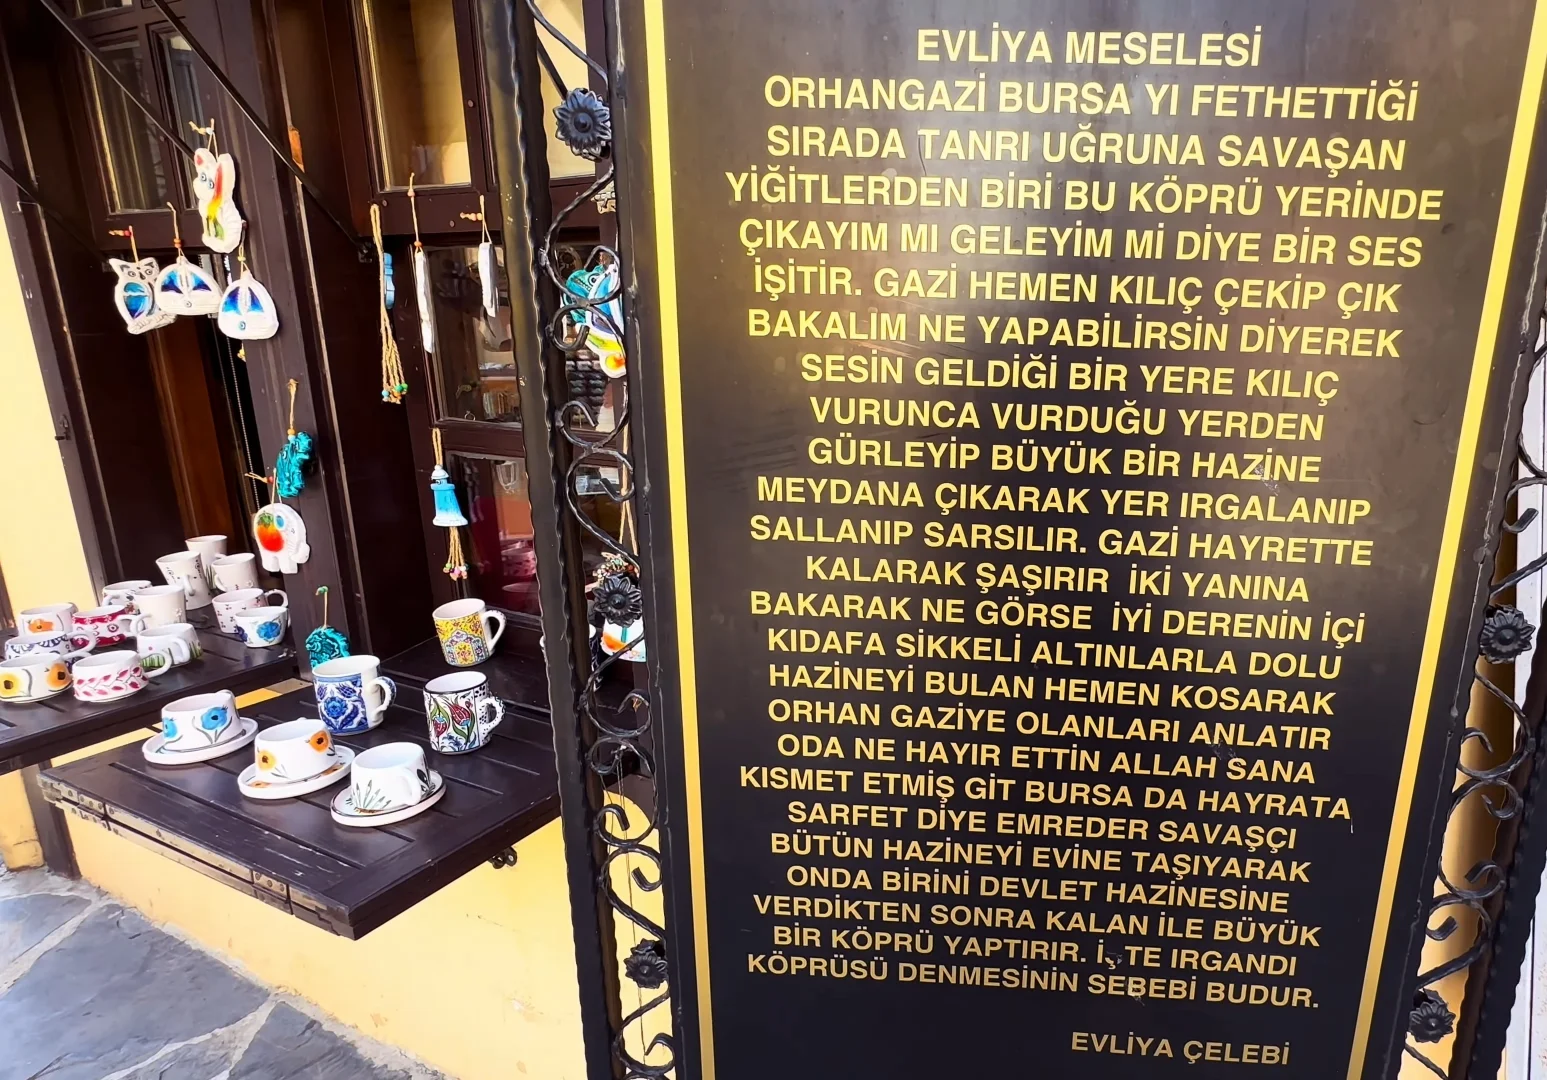 EVLİYA MESELESİ
ORHANGAZİ BURSA YI FETHETTİĞİ
SIRADA TANRI UĞRUNA SAVAŞAN
YİĞİTLERDEN BİRİ BU KÖPRÜ YERİNDE
ÇIKAYIM MI GELEYİM Mİ DİYE BİR SES
İŞİTİR. GAZİ HEMEN KILIÇ ÇEKİP ÇIK
BAKALIM NE YAPABİLİRSİN DİYEREK
SESİN GELDİĞİ BİR YERE KILIÇ
VURUNCA VURDUĞU YERDEN
GÜRLEYİP BÜYÜK BİR HAZİNE
MEYDANA ÇIKARAK YER IRGALANIP
SALLANIP SARSILIR. GAZİ HAYRETTE
KALARAK ŞAŞIRIR İKİ YANINA
BAKARAK NE GÖRSE İYİ DERENİN İÇİ
KIDAFA SİKKELİ ALTINLARLA DOLU
HAZİNEYİ BULAN HEMEN KOSARAK
ORHAN GAZİYE OLANLARI ANLATIR
ODA NE HAYIR ETTİN ALLAH SANA
KISMET ETMİŞ GİT BURSA DA HAYRATA
SARFET DİYE EMREDER SAVAŞÇI
BÜTÜN HAZİNEYİ EVİNE TAŞIYARAK
ONDA BİRİNİ DEVLET HAZİNESİNE
VERDİKTEN SONRA KALAN İLE BÜYÜK
BİR KÖPRÜ YAPTIRIR. İŞTE IRGANDI
KÖPRÜSÜ DENMESİNİN SEBEBİ BUDUR.
EVLİYA ÇELEBİ